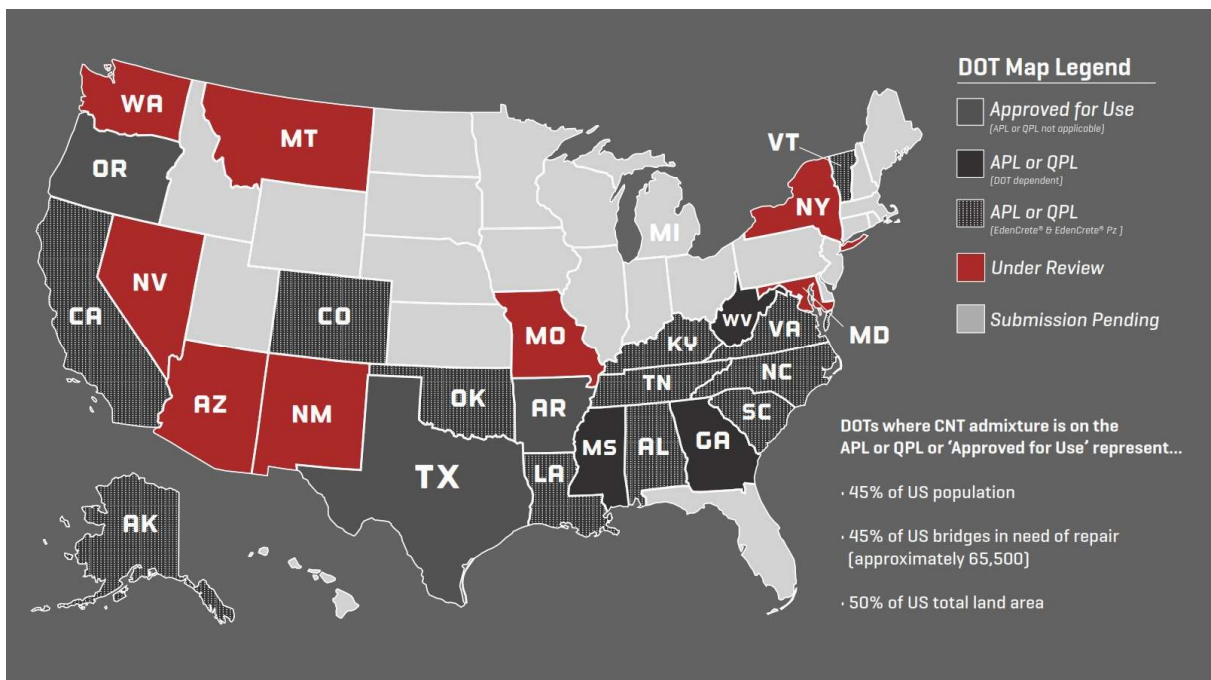 DOT Map Legend
Approved for Use
(APL or QPL not applicable)
APL or QPL
(DOT dependent)
APL or QPL
(EdenCrete® & EdenCrete® Pz )
Under Review
Submission Pending
WA
MT
OR
VT
NY
MI
NV
CA
CO
MO
WV
VA
MD
KY
NC
TN
AZ
NM
OK
AR
SC
MS
AL
GA
LA
TX
AK
DOTs where CNT admixture is on the
APL or QPL or 'Approved for Use' represent...
· 45% of US population
· 45% of US bridges in need of repair
(approximately 65,500)
· 50% of US total land area